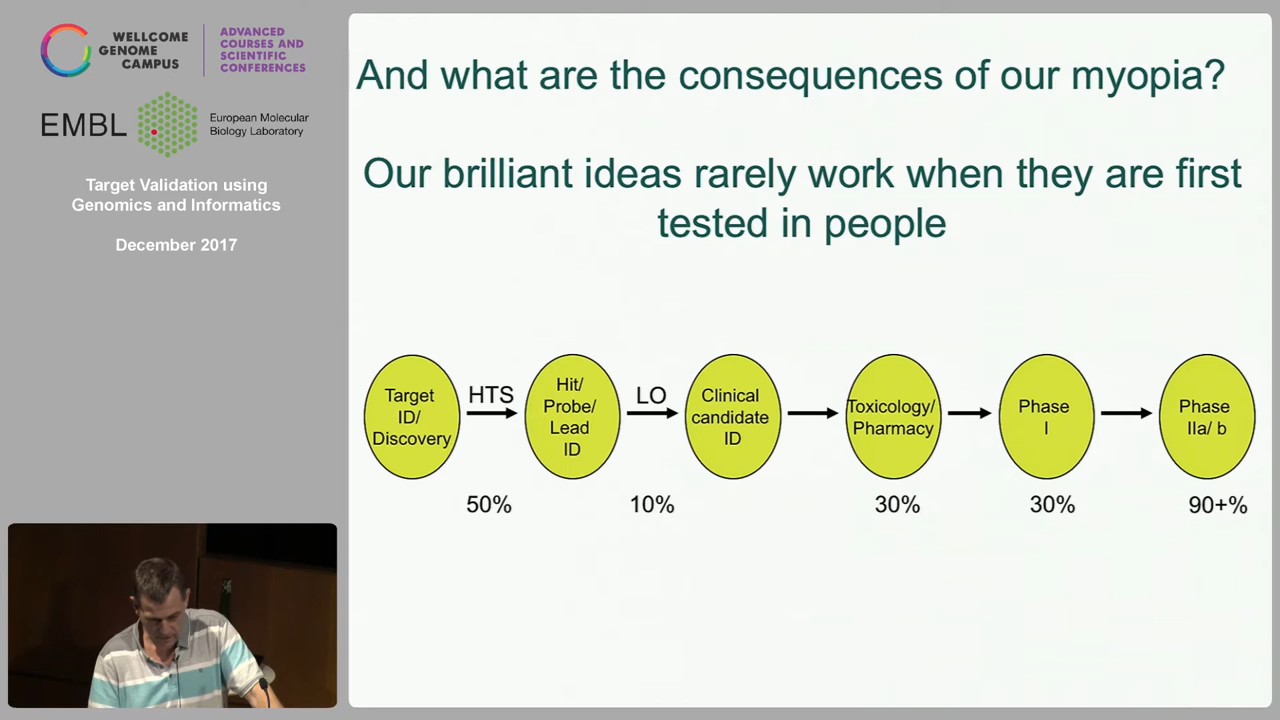 WELLCOME
GENOME
CAMPUS
ADVANCED
COURSES AND
SCIENTIFIC
CONFERENCES
EMBL
European Molecular
Biology Laboratory
Target Validation using
Genomics and Informatics
December 2017
And what are the consequences of our myopia?
Our brilliant ideas rarely work when they are first
tested in people
Target
ID/
Discovery
HTS
Hit/
Probe/
Lead
ID
LO
Clinical
candidate
ID
Toxicology/
Pharmacy
Phase
I
Phase
IIa/ b
50%
10%
30%
30%
90+%